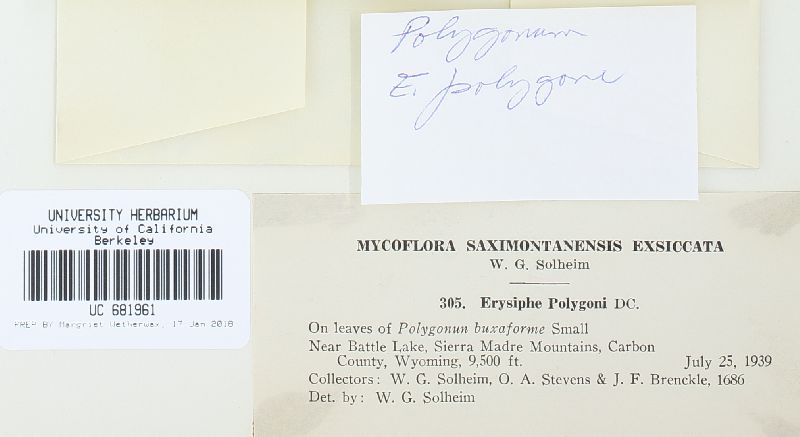 Polygonum
E. polygoni
UNIVERSITY HERBARIUM
University of California
Berkeley
UC 681961
PREP BY Margriet Wetherwax, 17 Jan 2018
MYCOFLORA SAXIMONTANENSIS EXSICCATA
W. G. Solheim
305. Erysiphe Polygoni DC.
On leaves of Polygonun buxaforme Small
Near Battle Lake, Sierra Madre Mountains, Carbon
County, Wyoming, 9,500 ft. July 25, 1939
Collectors: W. G. Solheim, O. A. Stevens & J. F. Brenckle, 1686
Det. by: W. G. Solheim